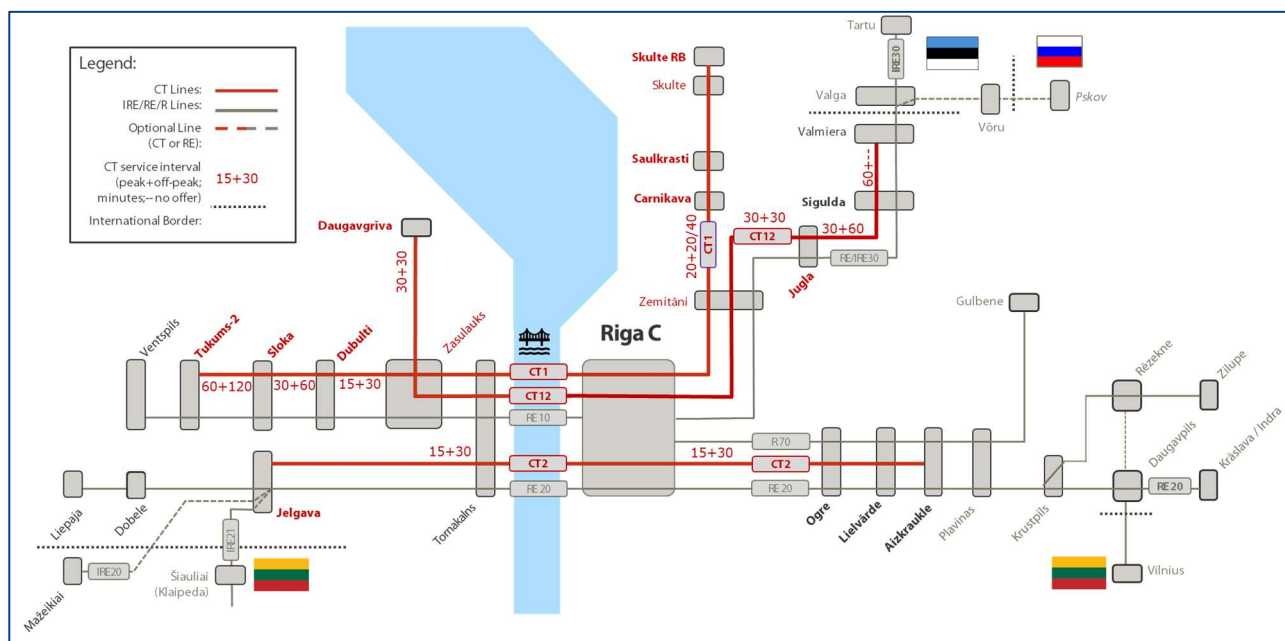 Legend:
CT Lines:
IRE/RE/R Lines:
Optional Line
(CT or RE):
CT service interval
(peak+off-peak;
minutes;-- no offer)
15+30
International Border:
Tartu
IRE30
Valga
Võru
Pskov
Valmiera
60+--
Sigulda
30+60
30+30
CT12
Jugla
RE/IRE30
Skulte RB
Skulte
Saulkrasti
Carnikava
CT1
20+20/40
Zemitāni
Daugavgrīva
30+30
Riga C
Gulbene
Ventspils
Tukums-2
Sloka
Dubulti
Zasulauks
60+120
30+60
15+30
CT1
CT12
RE10
R70
15+30
CT2
15+30
CT2
RE 20
RE 20
RE 20
Liepaja
Dobele
Jelgava
Tornakalns
Ogre
Lielvārde
Aizkraukle
Plavinas
Krustpils
Rēzekne
Zilupe
Daugavpils
Krāslava / Indra
IRE21
IRE20
Mažeikiai
Šiauliai
(Klaipeda)
Vilnius